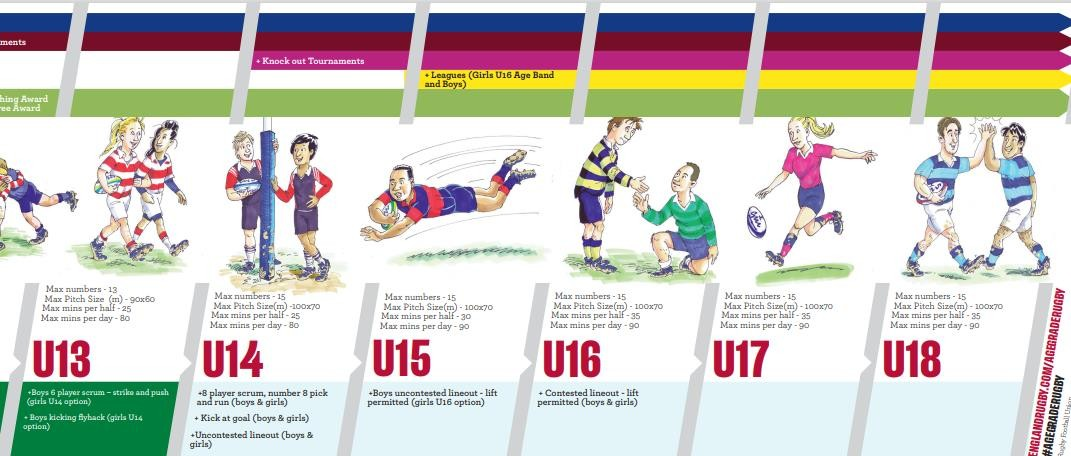 ments
+ Knock out Tournaments
+ Leagues (Girls U16 Age Band
and Boys)
hing Award
ree Award
Max numbers - 13
Max Pitch Size (m) - 90x60
Max mins per half - 25
Max mins per day - 80
U13
+Boys 6 player scrum – strike and push
(girls U14 option)
+ Boys kicking flyhack (girls U14
option)
Max numbers - 15
Max Pitch Size(m) -100x70
Max mins per half - 25
Max mins per day - 80
U14
+8 player scrum, number 8 pick
and run (boys & girls)
+ Kick at goal (boys & girls)
+Uncontested lineout (boys &
girls)
Max numbers - 15
Max Pitch Size(m) - 100x70
Max mins per half - 30
Max mins per day - 90
U15
+Boys uncontested lineout - lift
permitted (girls U16 option)
Max numbers - 15
Max Pitch Size(m) -100x70
Max mins per half - 35
Max mins per day - 90
U16
+ Contested lineout - lift
permitted (boys & girls)
Max numbers - 15
Max Pitch Size(m) - 100x70
Max mins per half - 35
Max mins per day - 90
U17
Max numbers - 15
Max Pitch Size(m) - 100x70
Max mins per half - 35
Max mins per day - 90
U18
ENGLANDRUGBY.COM/AGEGRADERUGBY
#AGEGRADERUGBY
Rugby Football Union